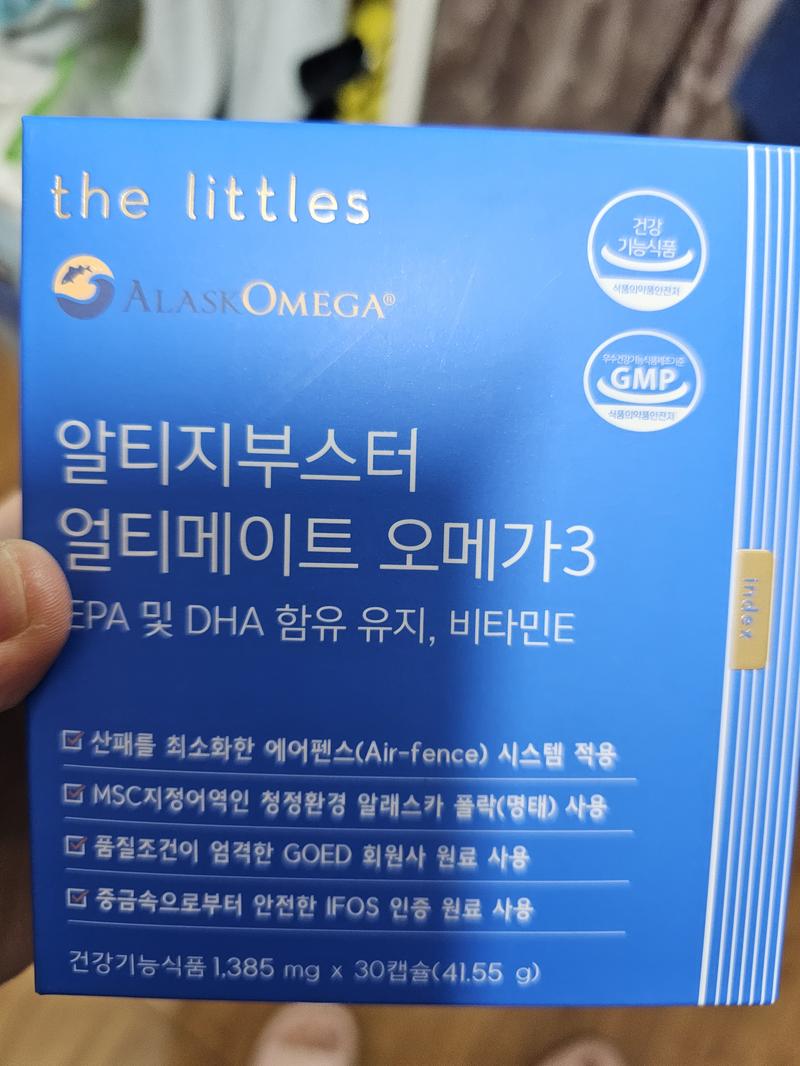 the littles
건강
기능식품
식품의약품안전처
ALASKOMEGA®
우수건강기능식품제조기준
GMP
식품의약품안전처
알티지부스터
얼티메이트 오메가3
EPA 및 DHA 함유 유지, 비타민E
index
산패를 최소화한 에어펜스(Air-fence) 시스템 적용
MSC지정어역인 청정환경 알래스카 폴락(명태) 사용
품질조건이 엄격한 GOED 회원사 원료 사용
중금속으로부터 안전한 IFOS 인증 원료 사용
건강기능식품 1,385 mg x 30캡슐(41.55 g)